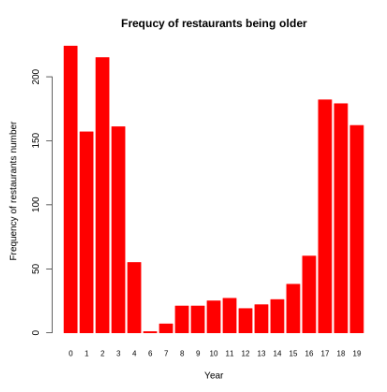 Frequcy of restaurants being older
Frequency of restaurants number
200
150
100
50
0
0 1 2 3 4 6 7 8 9 10 11 12 13 14 15 16 17 18 19
Year